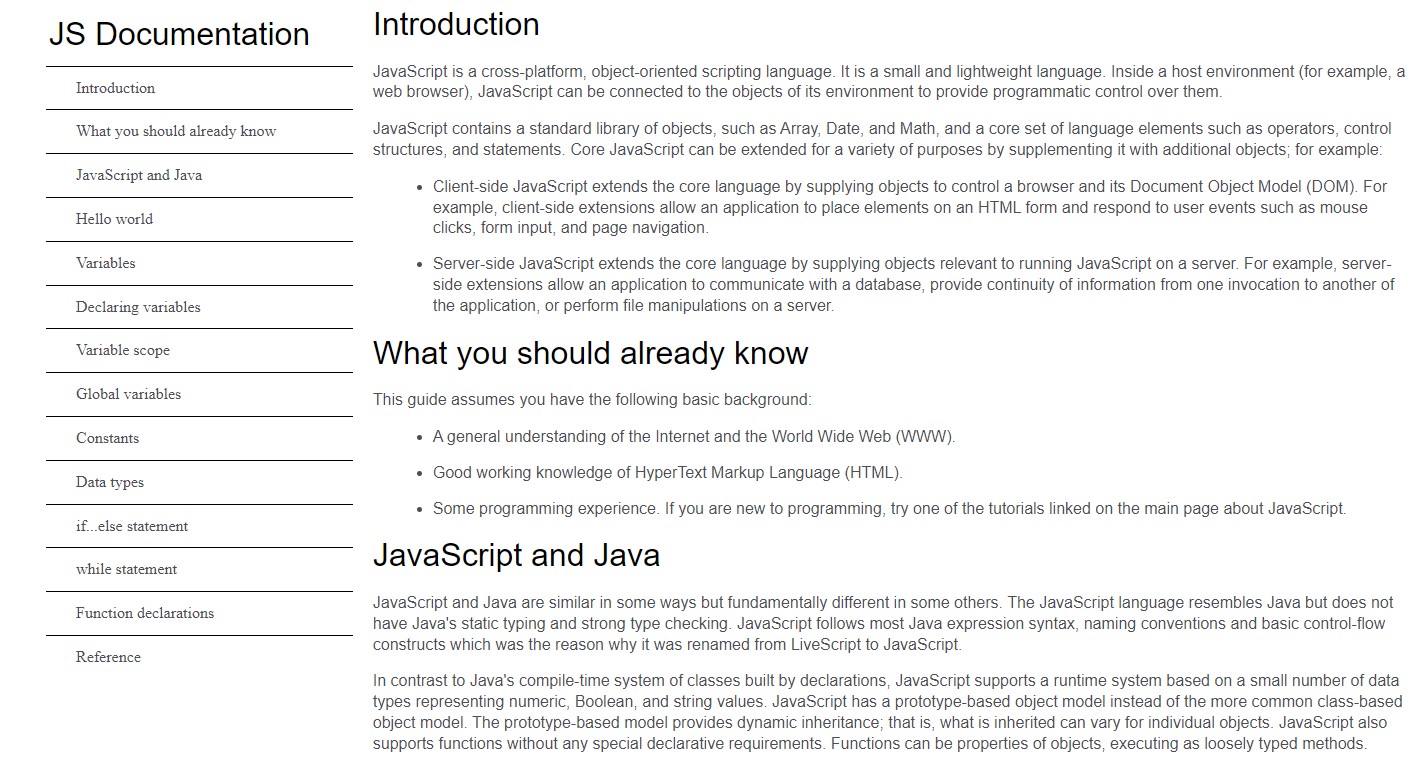 JS Documentation
Introduction
What you should already know
JavaScript and Java
Hello world
Variables
Declaring variables
Variable scope
Global variables
Constants
Data types
if...else statement
while statement
Function declarations
Reference
Introduction
JavaScript is a cross-platform, object-oriented scripting language. It is a small and lightweight language. Inside a host environment (for example, a
web browser), JavaScript can be connected to the objects of its environment to provide programmatic control over them.
JavaScript contains a standard library of objects, such as Array, Date, and Math, and a core set of language elements such as operators, control
structures, and statements. Core JavaScript can be extended for a variety of purposes by supplementing it with additional objects; for example:
• Client-side JavaScript extends the core language by supplying objects to control a browser and its Document Object Model (DOM). For
example, client-side extensions allow an application to place elements on an HTML form and respond to user events such as mouse
clicks, form input, and page navigation.
• Server-side JavaScript extends the core language by supplying objects relevant to running JavaScript on a server. For example, server-
side extensions allow an application to communicate with a database, provide continuity of information from one invocation to another of
the application, or perform file manipulations on a server.
What you should already know
This guide assumes you have the following basic background:
• A general understanding of the Internet and the World Wide Web (WWW).
• Good working knowledge of HyperText Markup Language (HTML).
• Some programming experience. If you are new to programming, try one of the tutorials linked on the main page about JavaScript.
JavaScript and Java
JavaScript and Java are similar in some ways but fundamentally different in some others. The JavaScript language resembles Java but does not
have Java's static typing and strong type checking. JavaScript follows most Java expression syntax, naming conventions and basic control-flow
constructs which was the reason why it was renamed from LiveScript to JavaScript.
In contrast to Java's compile-time system of classes built by declarations, JavaScript supports a runtime system based on a small number of data
types representing numeric, Boolean, and string values. JavaScript has a prototype-based object model instead of the more common class-based
object model. The prototype-based model provides dynamic inheritance; that is, what is inherited can vary for individual objects. JavaScript also
supports functions without any special declarative requirements. Functions can be properties of objects, executing as loosely typed methods.